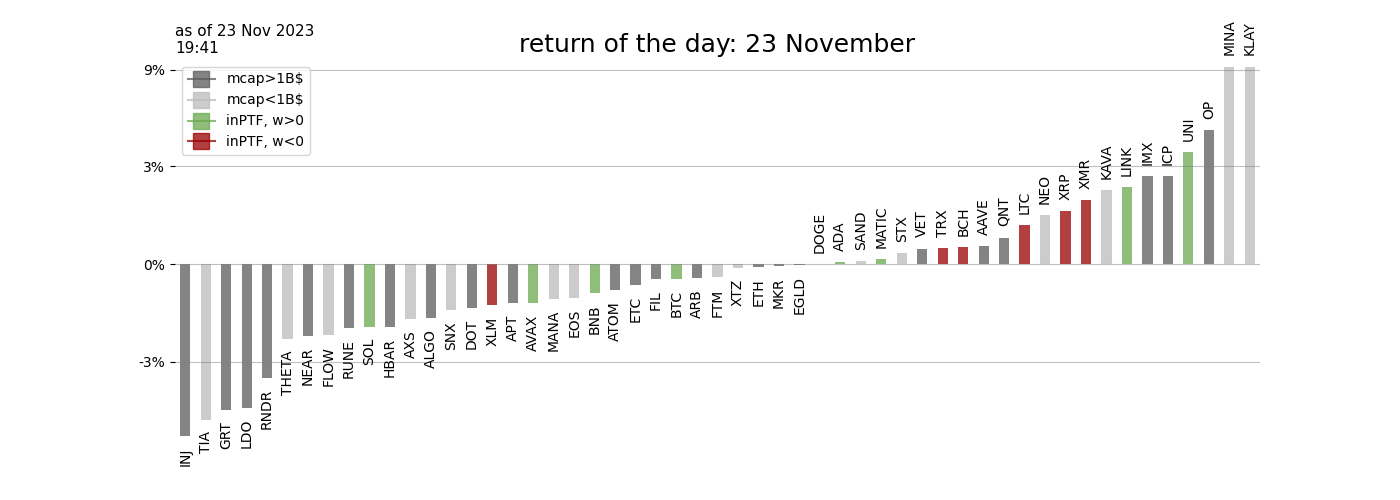 as of 23 Nov 2023
19:41
return of the day: 23 November
mcap>1B$
mcap<1B$
inPTF, w>0
inPTF, w<0
9%
3%
0%
-3%
INJ
TIA
GRT
LDO
RNDR
THETA
NEAR
FLOW
RUNE
SOL
HBAR
AXS
ALGO
SNX
DOT
XLM
APT
AVAX
MANA
EOS
BNB
ATOM
ETC
FIL
BTC
ARB
FTM
XTZ
ETH
MKR
EGLD
DOGE
ADA
SAND
MATIC
STX
VET
TRX
BCH
AAVE
QNT
LTC
NEO
XRP
XMR
KAVA
LINK
IMX
ICP
UNI
OP
MINA
KLAY